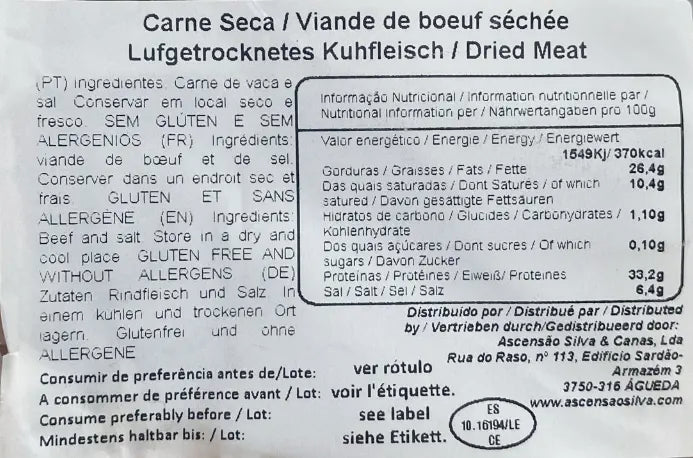 Carne Seca / Viande de boeuf séchée
Lufgetrocknetes Kuhfleisch / Dried Meat
(PT) ingredientes. Carne de vaca e
sal Conservar em local seco e
fresco. SEM GLÚTEN E SEM
ALERGENIOS (FR) Ingrédients:
viande de bœuf et de sel.
Conserver dans un endroit sec et
frais. GLUTEN ET SANS
ALLERGÈNE (EN) Ingredients:
Beef and salt. Store in a dry and
cool place GLUTEN FREE AND
WITHOUT ALLERGENS (DE)
Zutaten Rindfleisch und Salz In
einem kuhlen und trockenen Ort
lagern. Glutenfrei und ohne
ALLERGENE
Informação Nutricional / Information nutritionnelle par /
Nutritional information per / Nährwertangaben pro 100g
Valor energético / Energie / Energy / Energiewert
1549Kj/ 370kcal
Gorduras / Graisses / Fats / Fette 26,4g
Das quais saturadas / Dont Saturés / of which 10,4g
satured / Davon gesättigte Fettsäuren
Hidratos de carbono / Glucides / Carbohydrates / 1,10g
Kohlenhydrate
Dos quais açúcares / Dont sucres / Of which 0,10g
sugars / Davon Zucker
Proteínas / Protéines / Eiweiß/ Proteines 33,2g
Sal / Salt / Sel / Salz 6,4g
Distribuido por / Distribué par / Distributed
by / Vertrieben durch/Gedistribueerd door:
Ascensão Silva & Canas, Lda
Rua do Raso, nº 113, Edifício Sardão-
Armazém 3
3750-316 ÁGUEDA
www.ascensaosilva.com
Consumir de preferência antes de/Lote: ver rótulo
A consommer de préférence avant / Lot: voir l'étiquette.
Consume preferably before / Lot: see label
Mindestens haltbar bis: / Lot: siehe Etikett.
ES
10.16194/LE
CE